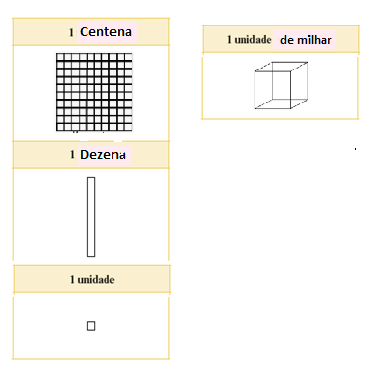 1 Centena
1 unidade de milhar
1 Dezena
1 unidade